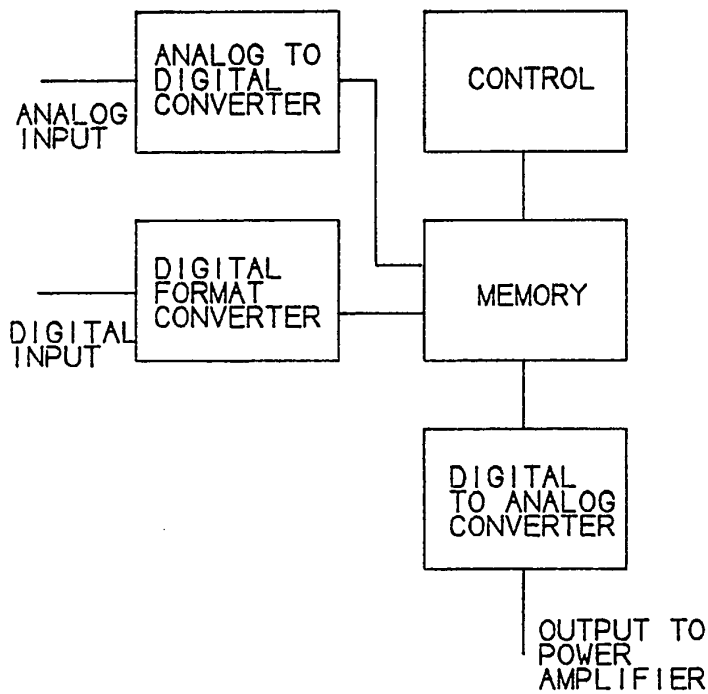 ANALOG TO
DIGITAL
CONVERTER
CONTROL
ANALOG
INPUT
DIGITAL
FORMAT
CONVERTER
MEMORY
DIGITAL
INPUT
DIGITAL
TO ANALOG
CONVERTER
OUTPUT TO
POWER
AMPLIFIER